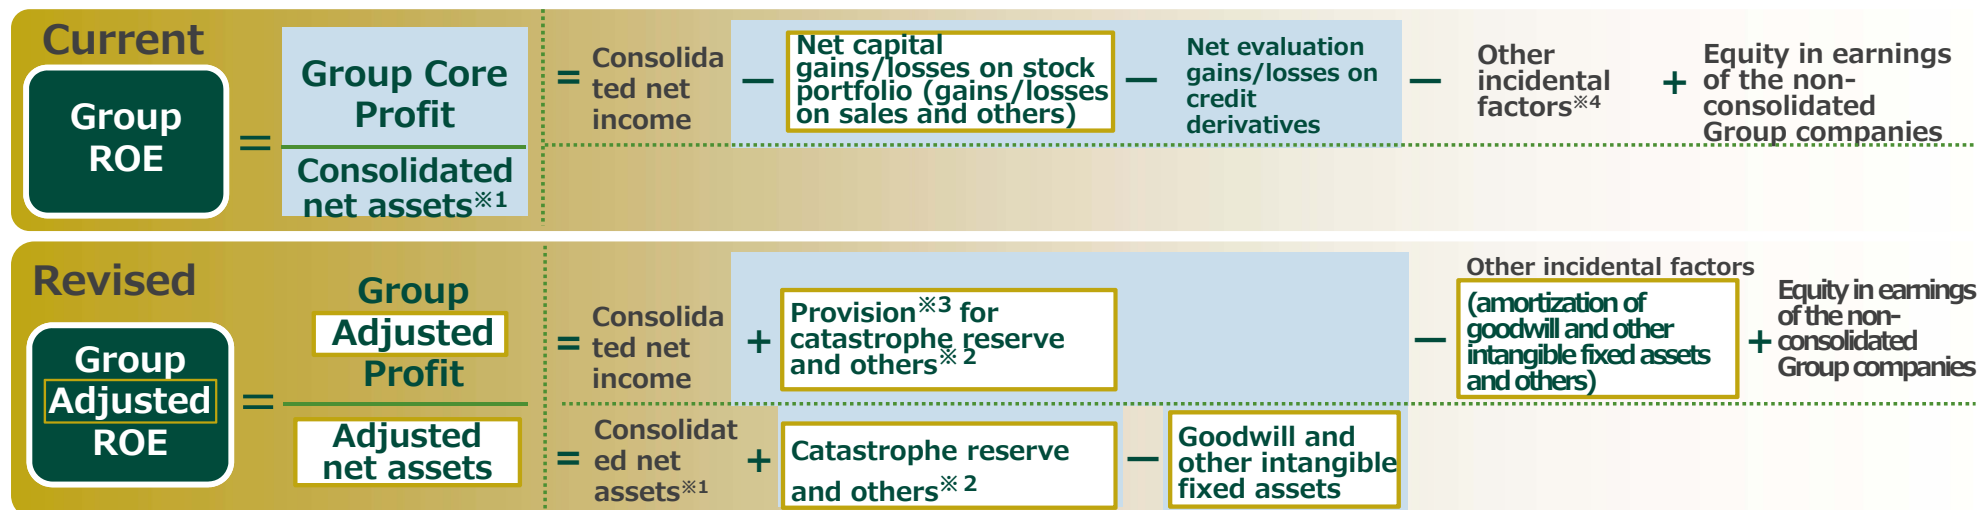 Current
Group
ROE
=
Group Core
Profit
Consolidated
net assets※1
=
Consolida
ted net
income
−
Net capital
gains/losses on stock
portfolio (gains/losses
on sales and others)
−
Net evaluation
gains/losses on
credit
derivatives
−
Other
incidental
factors※4
+
Equity in earnings
of the non-
consolidated
Group companies
Revised
Group
Adjusted
ROE
=
Group
Adjusted
Profit
Adjusted
net assets
=
Consolida
ted net
income
+
Provision※3 for
catastrophe reserve
and others※2
−
Other incidental factors
(amortization of
goodwill and other
intangible fixed assets
and others)
+
Equity in earnings
of the non-
consolidated
Group companies
=
Consolidat
ed net
assets※1
+
Catastrophe reserve
and others※2
−
Goodwill and
other intangible
fixed assets